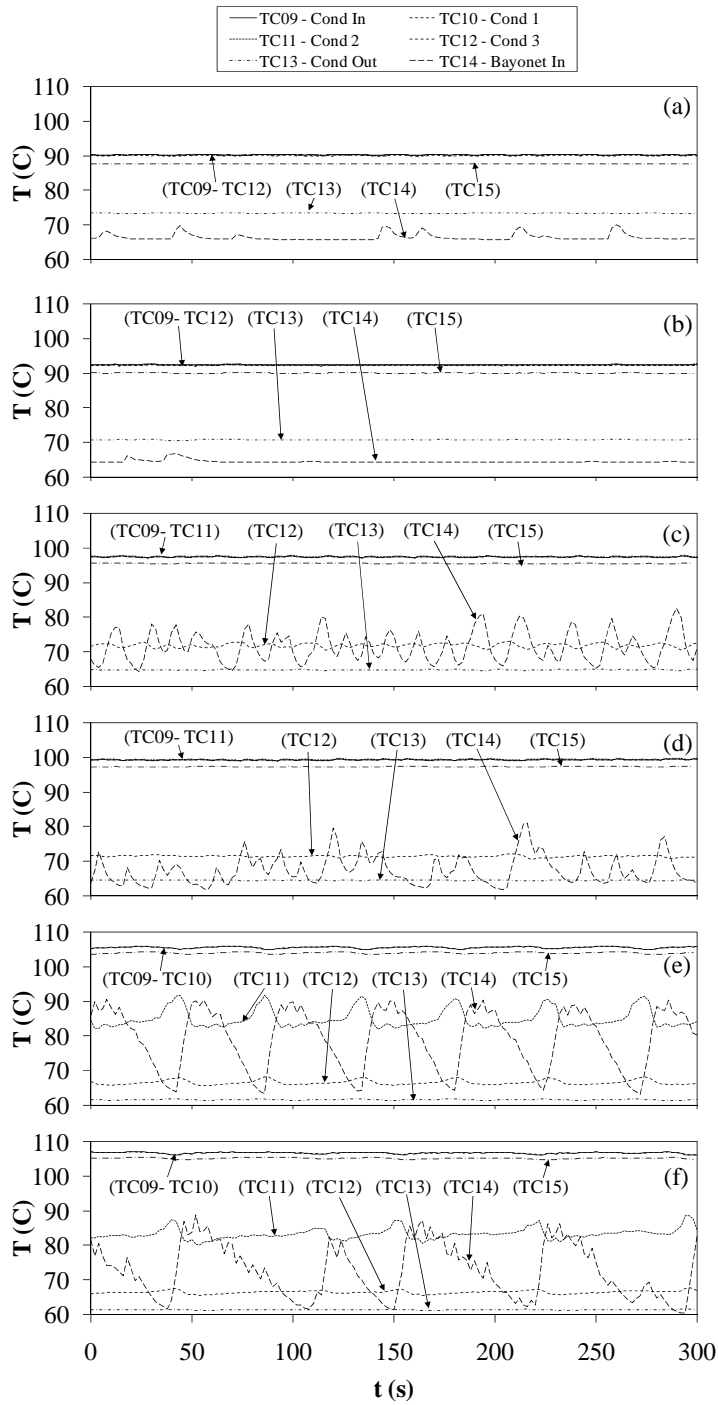 TC09 - Cond In TC10 - Cond 1
TC11 - Cond 2 TC12 - Cond 3
TC13 - Cond Out TC14 - Bayonet In
110
100
90
80
70
60
T (C)
(a)
(TC09- TC12) (TC13) (TC14) (TC15)
110
100
90
80
70
60
T (C)
(b)
(TC09- TC12) (TC13) (TC14) (TC15)
110
100
90
80
70
60
T (C)
(c)
(TC09- TC11) (TC12) (TC13) (TC14) (TC15)
110
100
90
80
70
60
T (C)
(d)
(TC09- TC11) (TC12) (TC13) (TC14) (TC15)
110
100
90
80
70
60
T (C)
(e)
(TC09- TC10) (TC11) (TC12) (TC13) (TC14) (TC15)
110
100
90
80
70
60
T (C)
(f)
(TC09- TC10) (TC11) (TC12) (TC13) (TC14) (TC15)
0 50 100 150 200 250 300
t (s)